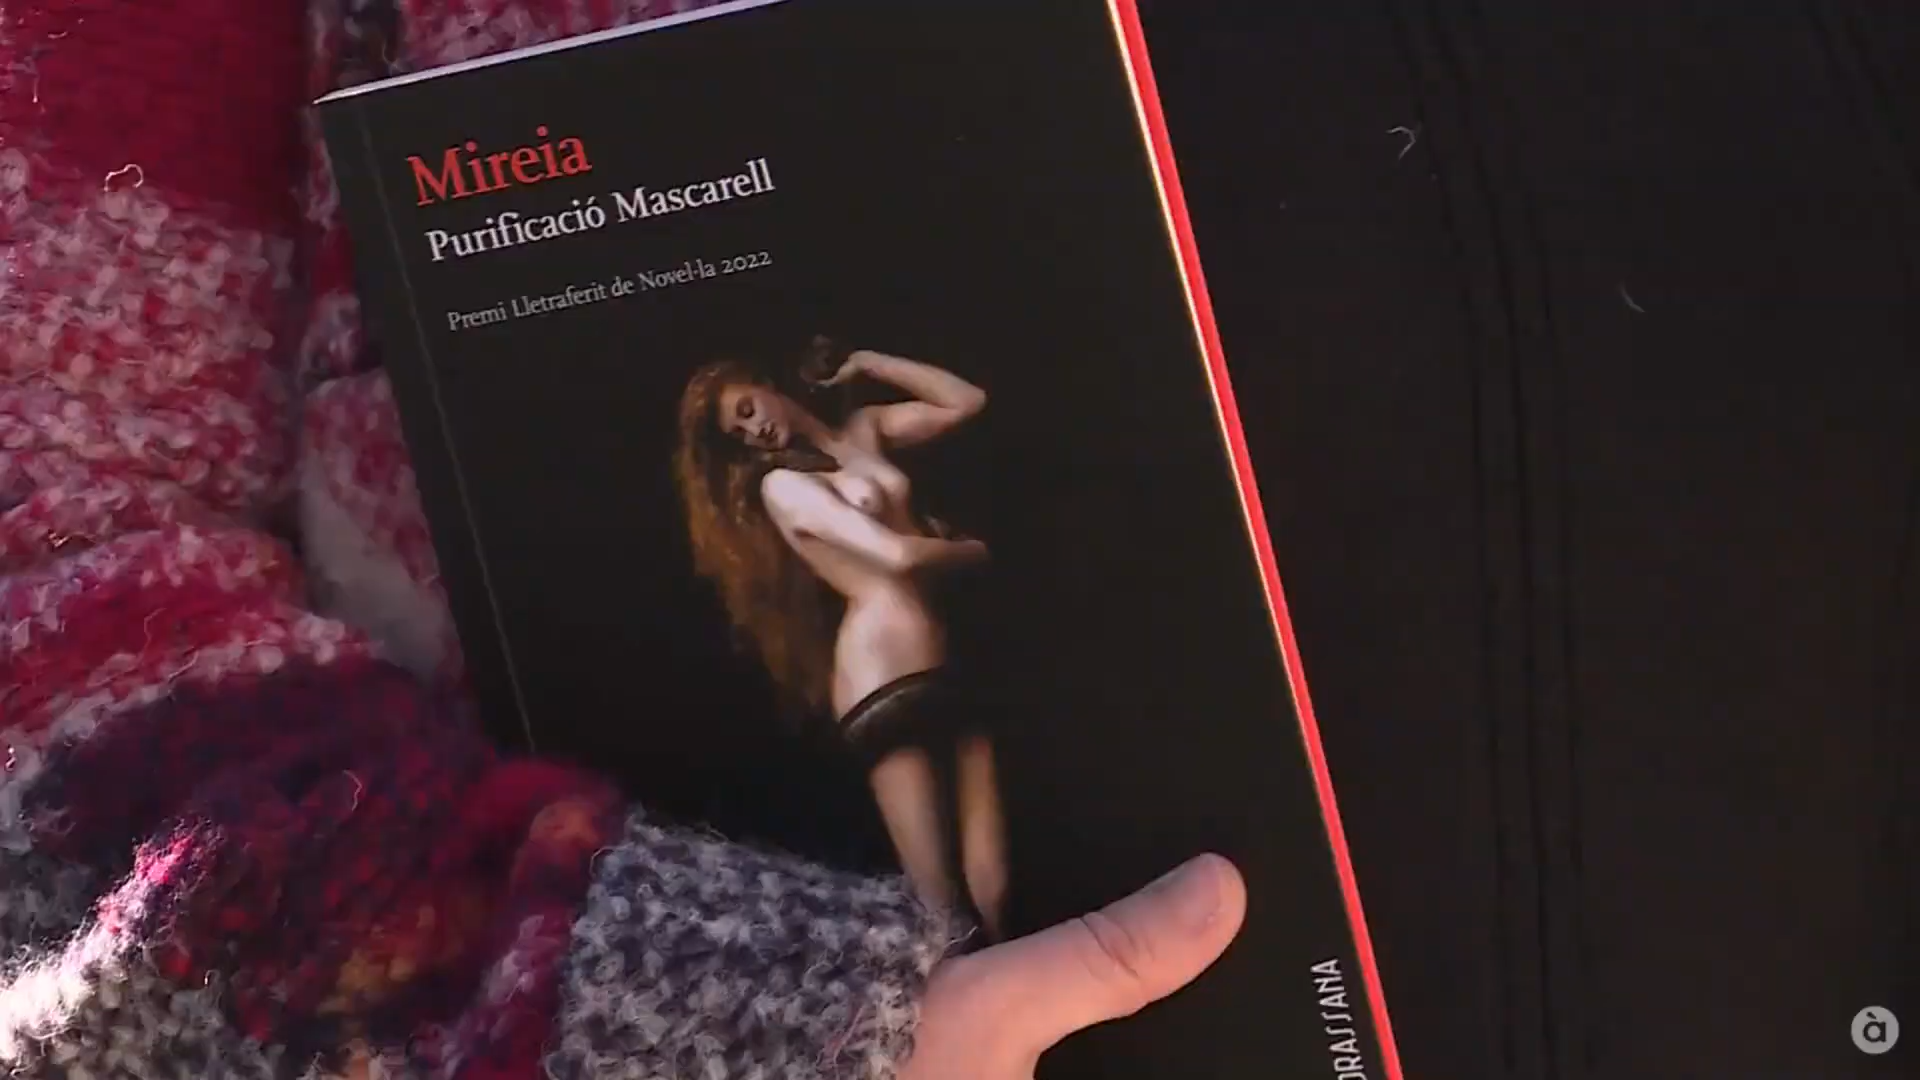 Mireia
Purificació Mascarell
Premi Lletraferit de Novel·la 2022
à